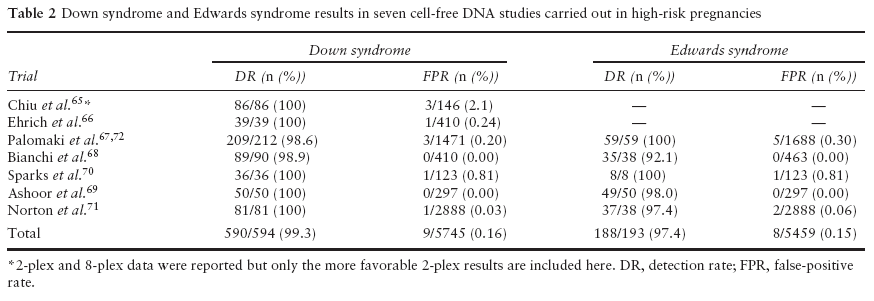 Table 2 Down syndrome and Edwards syndrome results in seven cell-free DNA studies carried out in high-risk pregnancies
Down syndrome Edwards syndrome
Trial DR (n (%)) FPR (n (%)) DR (n (%)) FPR (n (%))
Chiu et al.65* 86/86 (100) 3/146 (2.1) — —
Ehrich et al.66 39/39 (100) 1/410 (0.24) — —
Palomaki et al.67,72 209/212 (98.6) 3/1471 (0.20) 59/59 (100) 5/1688 (0.30)
Bianchi et al.68 89/90 (98.9) 0/410 (0.00) 35/38 (92.1) 0/463 (0.00)
Sparks et al.70 36/36 (100) 1/123 (0.81) 8/8 (100) 1/123 (0.81)
Ashoor et al.69 50/50 (100) 0/297 (0.00) 49/50 (98.0) 0/297 (0.00)
Norton et al.71 81/81 (100) 1/2888 (0.03) 37/38 (97.4) 2/2888 (0.06)
Total 590/594 (99.3) 9/5745 (0.16) 188/193 (97.4) 8/5459 (0.15)
*2-plex and 8-plex data were reported but only the more favorable 2-plex results are included here. DR, detection rate; FPR, false-positive
rate.